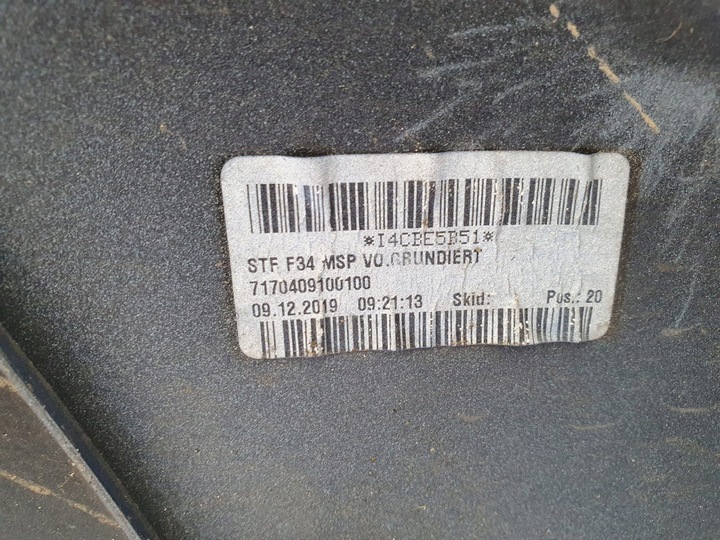 *I4CBE5B51*
STF F34 MSP VO.GRUNDIERT
7170409100100
09.12.2019 09:21:13 Skid: Pos.: 20